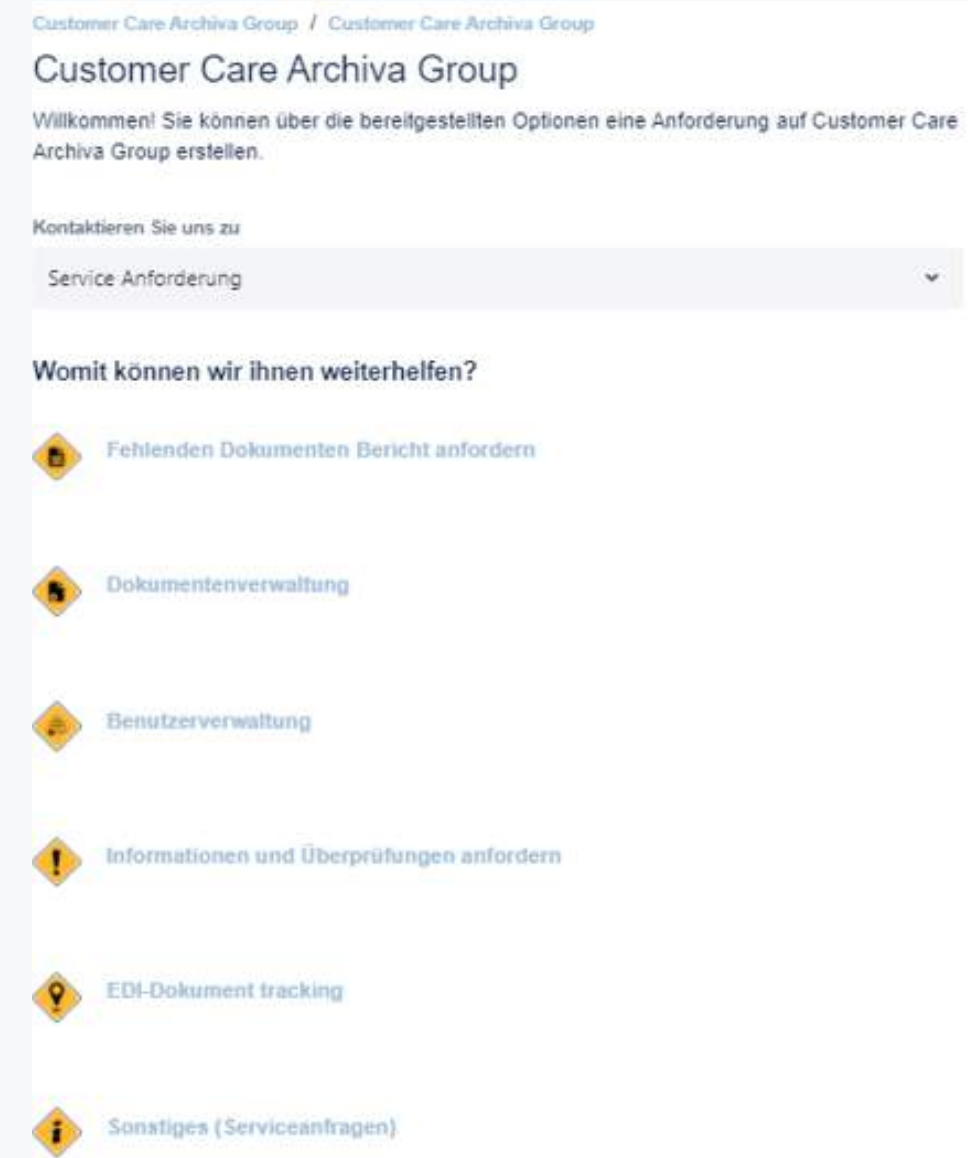 Customer Care Archiva Group / Customer Care Archiva Group
Customer Care Archiva Group
Willkommen! Sie können über die bereitgestellten Optionen eine Anforderung auf Customer Care
Archiva Group erstellen.
Kontaktieren Sie uns zu
Service Anforderung
Womit können wir ihnen weiterhelfen?
Fehlenden Dokumenten Bericht anfordern
Dokumentenverwaltung
Benutzerverwaltung
Informationen und Überprüfungen anfordern
EDI-Dokument tracking
Sonstiges (Serviceanfragen)